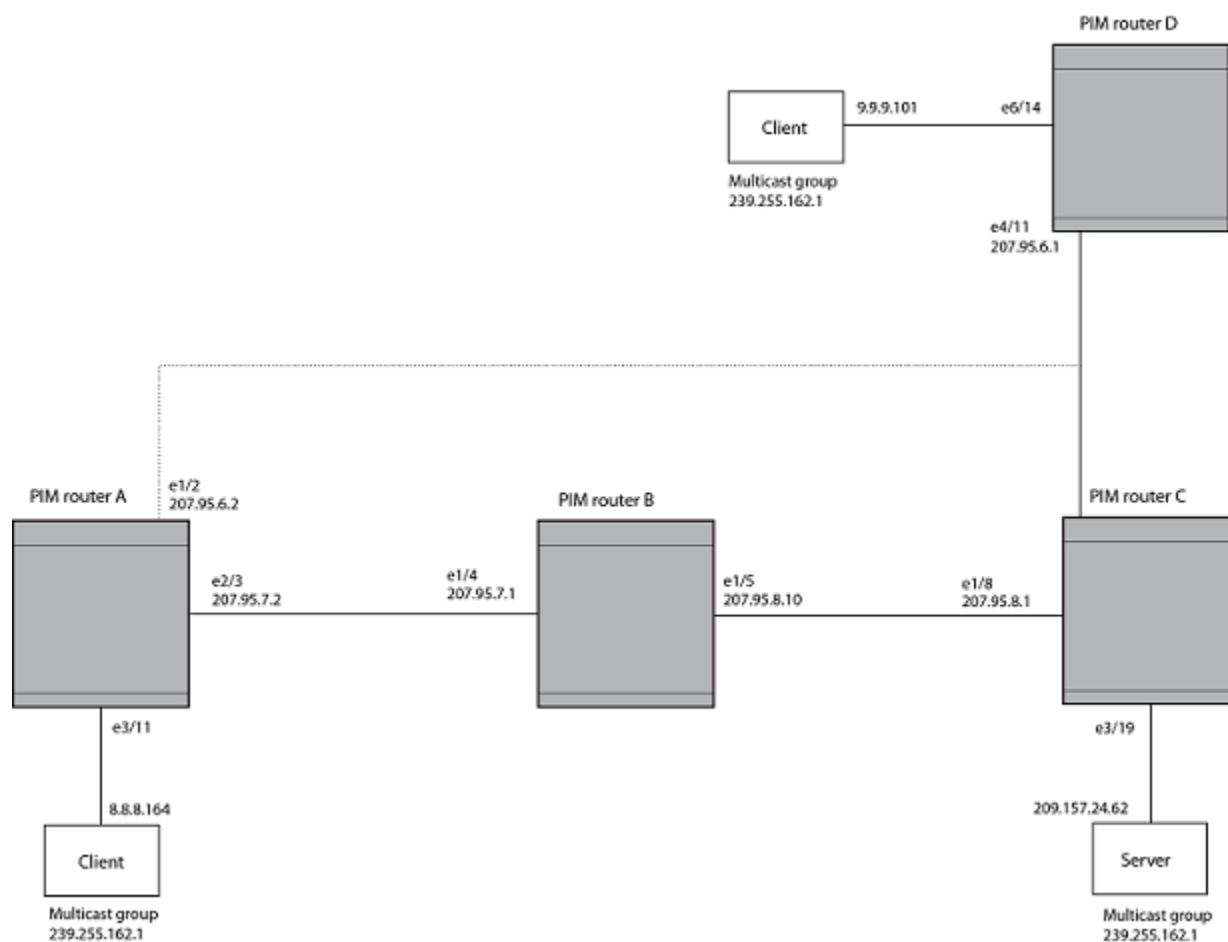 PIM router D
9.9.9.101
e6/14
Client
Multicast group
239.255.162.1
e4/11
207.95.6.1
PIM router A
e1/2
207.95.6.2
PIM router B
PIM router C
e2/3
207.95.7.2
e1/4
207.95.7.1
e1/5
207.95.8.10
e1/8
207.95.8.1
e3/11
e3/19
8.8.8.164
209.157.24.62
Client
Server
Multicast group
239.255.162.1
Multicast group
239.255.162.1